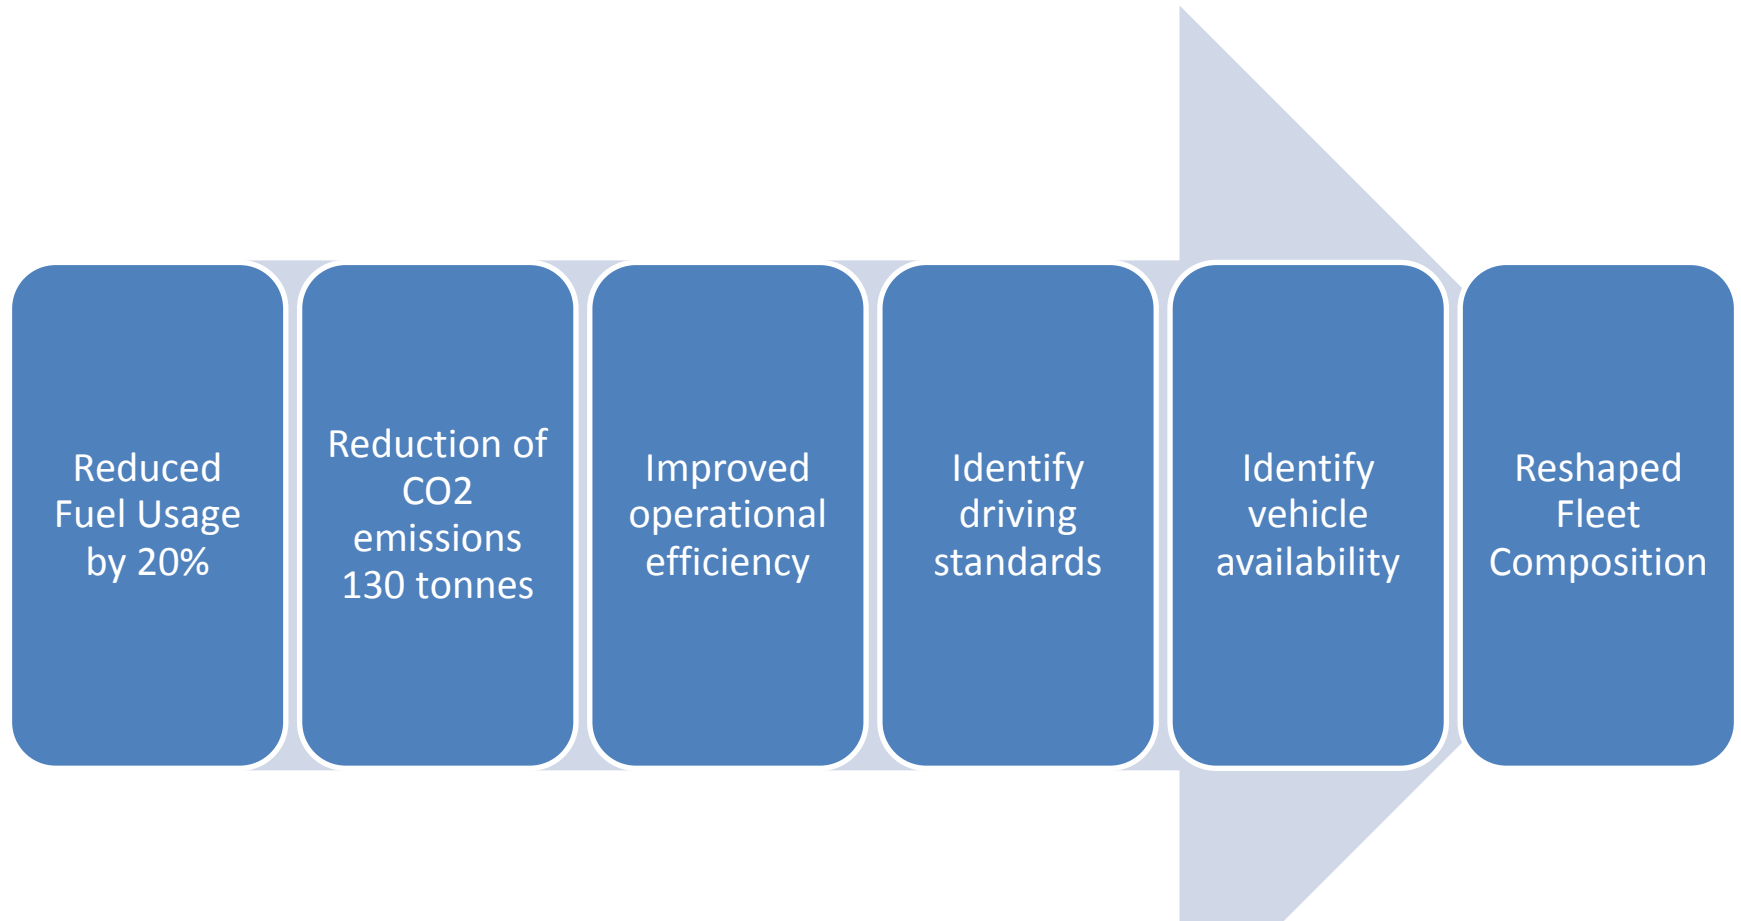 Reduced
Fuel Usage
by 20%
Reduction of
CO2
emissions
130 tonnes
Improved
operational
efficiency
Identify
driving
standards
Identify
vehicle
availability
Reshaped
Fleet
Composition